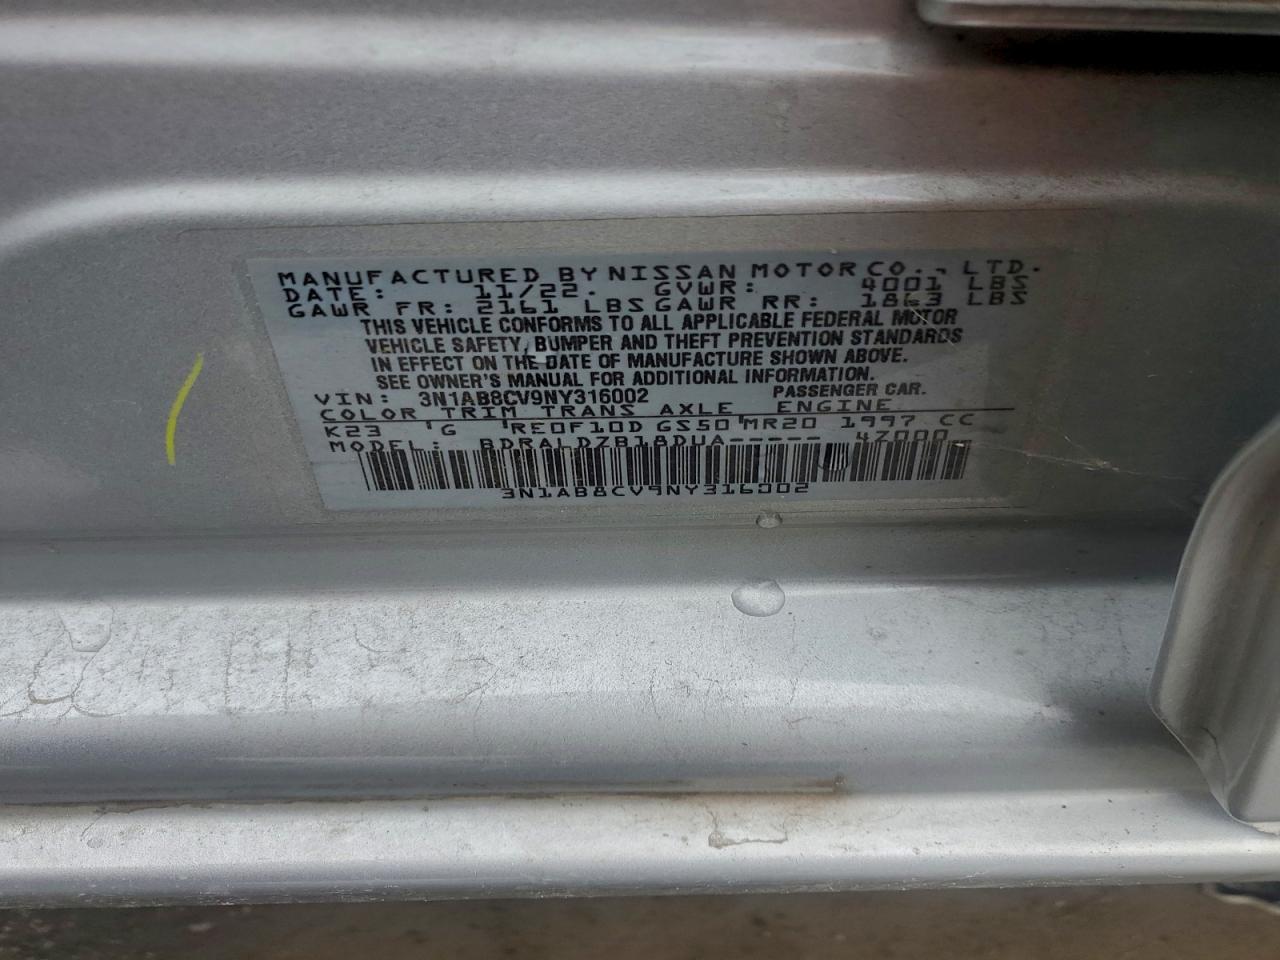 MANUFACTURED BY NISSAN MOTOR CO., LTD.
DATE: 11/22. GVWR: 4001 LBS
GAWR FR: 2161 LBS GAWR RR: 1863 LBS
THIS VEHICLE CONFORMS TO ALL APPLICABLE FEDERAL MOTOR
VEHICLE SAFETY, BUMPER AND THEFT PREVENTION STANDARDS
IN EFFECT ON THE DATE OF MANUFACTURE SHOWN ABOVE.
SEE OWNER'S MANUAL FOR ADDITIONAL INFORMATION.
VIN: 3N1AB8CV9NY316002 PASSENGER CAR.
COLOR TRIM TRANS AXLE ENGINE
K23 G RE0F10D GS50 MR20 1997 CC
MODEL: BDRALDZB18DUA----- 4Z000
3N1AB8CV9NY316002